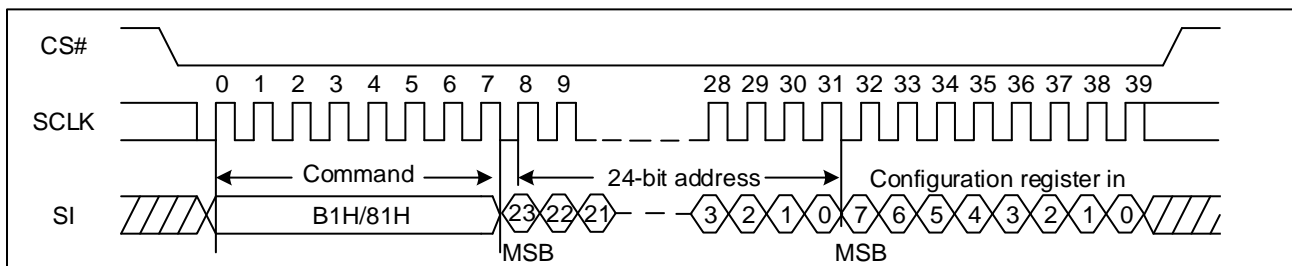 CS#
0 1 2 3 4 5 6 7 8 9 28 29 30 31 32 33 34 35 36 37 38 39
SCLK
Command 24-bit address Configuration register in
SI B1H/81H 23 22 21 3 2 1 0 7 6 5 4 3 2 1 0
MSB MSB